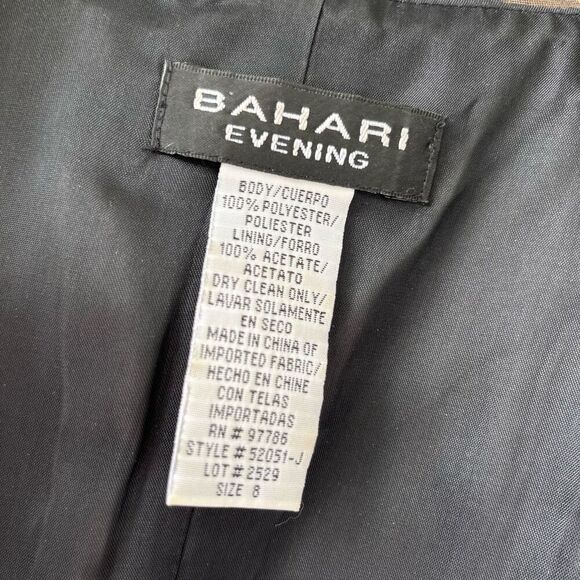 BAHARI
EVENING
BODY/CUERPO
100% POLYESTER/
POLIESTER
LINING/FORRO
100% ACETATE/
ACETATO
DRY CLEAN ONLY/
LAVAR SOLAMENTE
EN SECO
MADE IN CHINA OF
IMPORTED FABRIC/
HECHO EN CHINE
CON TELAS
IMPORTADAS
RN # 97786
STYLE # 52051-J
LOT # 2529
SIZE 8